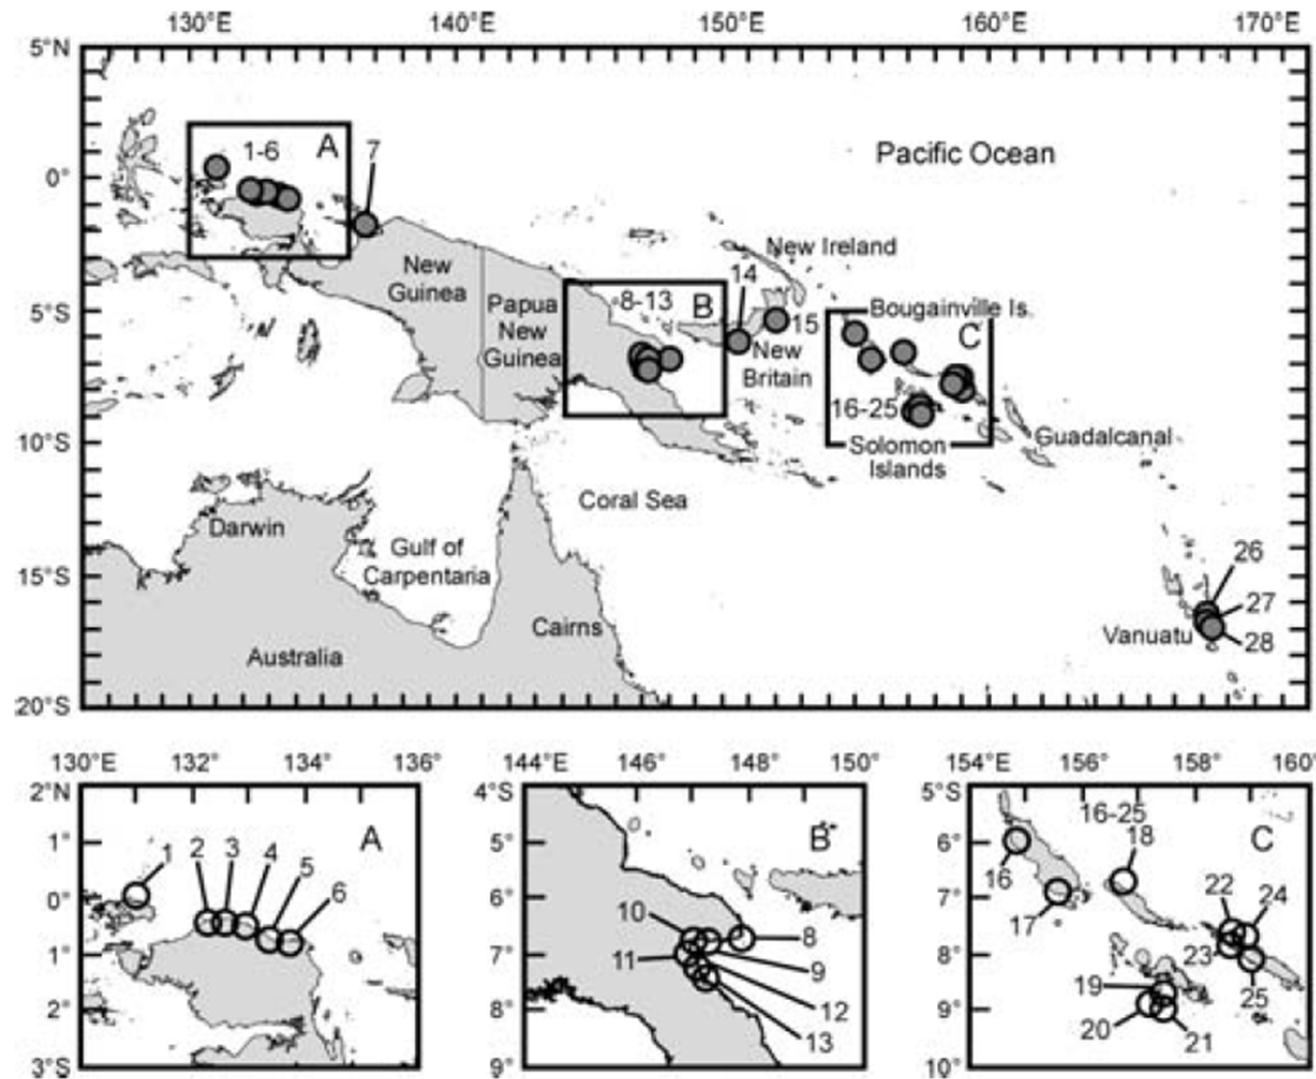 130°E 140°E 150°E 160°E 170°E
5°N
0°
5°S
10°S
15°S
20°S
A
1-6
7
Pacific Ocean
New Ireland
14
New
Guinea
8-13
B
Papua
New
Guinea
15
Bougainville Is.
C
New
Britain
16-25
Solomon
Islands
Guadalcanal
Coral Sea
Darwin
Gulf of
Carpentaria
26
27
28
Vanuatu
Cairns
Australia
130°E 132° 134° 136°
2°N
1°
0°
1°
2°
3°S
A
1 2 3 4 5 6
144°E 146° 148° 150°
4°S
5°
6°
7°
8°
9°
B
10
11
8
9
12
13
154°E 156° 158° 160°
5°S
6°
7°
8°
9°
10°
16-25
C
18
16
17
22
24
23
19
25
20
21